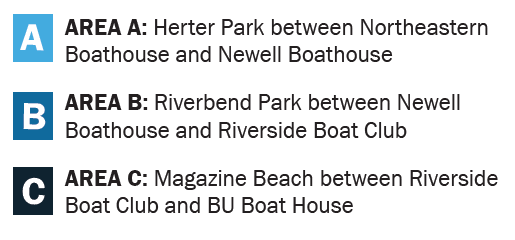 A AREA A: Herter Park between Northeastern
Boathouse and Newell Boathouse
B AREA B: Riverbend Park between Newell
Boathouse and Riverside Boat Club
C AREA C: Magazine Beach between Riverside
Boat Club and BU Boat House